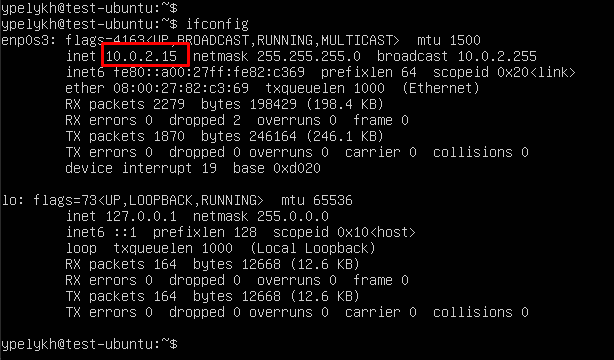 ypelykh@test-ubuntu:~$
ypelykh@test-ubuntu:~$ ifconfig
enp0s3: flags=4163<UP,BROADCAST,RUNNING,MULTICAST>  mtu 1500
        inet 10.0.2.15  netmask 255.255.255.0  broadcast 10.0.2.255
        inet6 fe80::a00:27ff:fe82:c369  prefixlen 64  scopeid 0x20<link>
        ether 08:00:27:82:c3:69  txqueuelen 1000  (Ethernet)
        RX packets 2279  bytes 198429 (198.4 KB)
        RX errors 0  dropped 2  overruns 0  frame 0
        TX packets 1870  bytes 246164 (246.1 KB)
        TX errors 0  dropped 0 overruns 0  carrier 0  collisions 0
        device interrupt 19  base 0xd020
lo: flags=73<UP,LOOPBACK,RUNNING>  mtu 65536
        inet 127.0.0.1  netmask 255.0.0.0
        inet6 ::1  prefixlen 128  scopeid 0x10<host>
        loop  txqueuelen 1000  (Local Loopback)
        RX packets 164  bytes 12668 (12.6 KB)
        RX errors 0  dropped 0  overruns 0  frame 0
        TX packets 164  bytes 12668 (12.6 KB)
        TX errors 0  dropped 0 overruns 0  carrier 0  collisions 0
ypelykh@test-ubuntu:~$